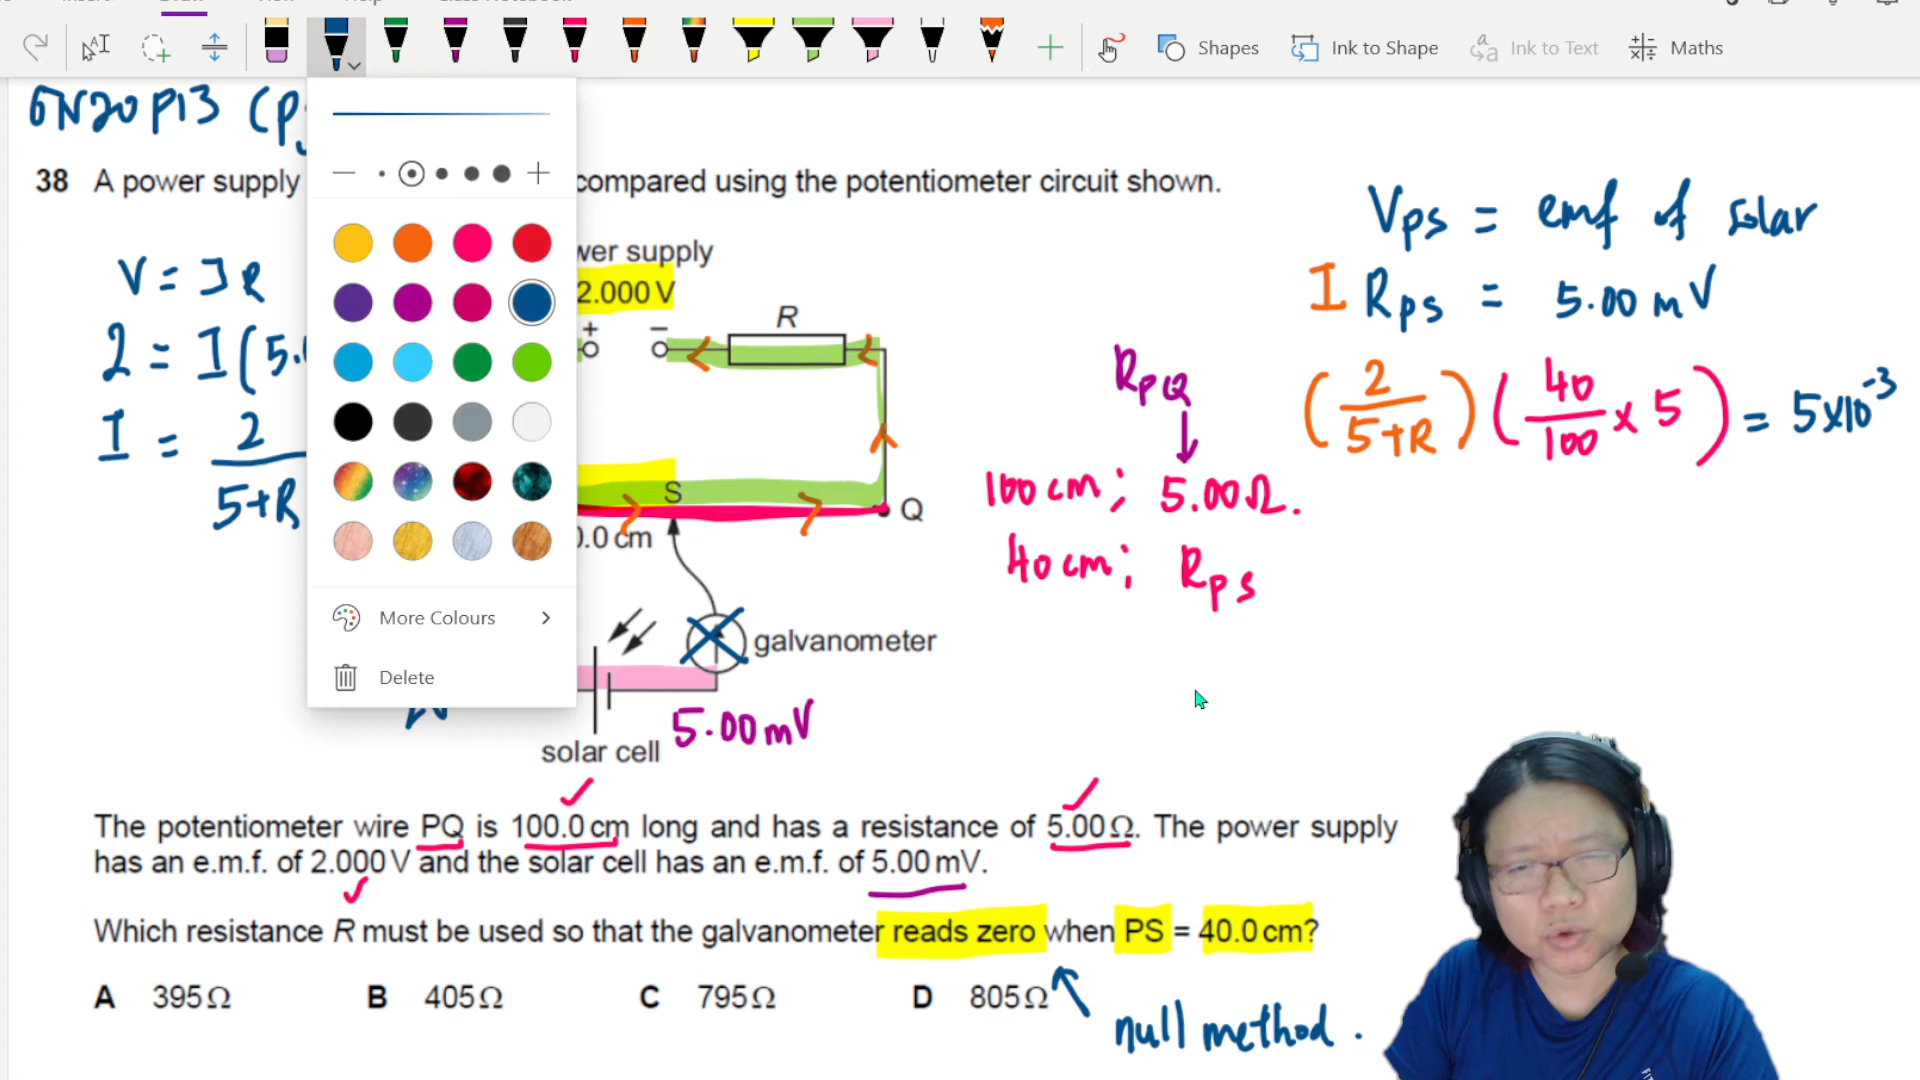 Shapes Ink to Shape Ink to Text Maths
6N20 P13 (P
38 A power supply compared using the potentiometer circuit shown.
wer supply
2.000 V
+ −
R
S
Q
0.0 cm
galvanometer
solar cell
5.00 mV
V = IR
2 = I (5.
I = 2 / 5+R
More Colours
Delete
V_PS = emf of solar
I R_PS = 5.00 mV
(2 / 5+R) (40 / 100 × 5) = 5×10⁻³
R_PQ
100 cm ; 5.00 Ω.
40 cm ; R_PS
The potentiometer wire PQ is 100.0 cm long and has a resistance of 5.00 Ω. The power supply
has an e.m.f. of 2.000 V and the solar cell has an e.m.f. of 5.00 mV.
Which resistance R must be used so that the galvanometer reads zero when PS = 40.0 cm?
A 395 Ω B 405 Ω C 795 Ω D 805 Ω
null method.